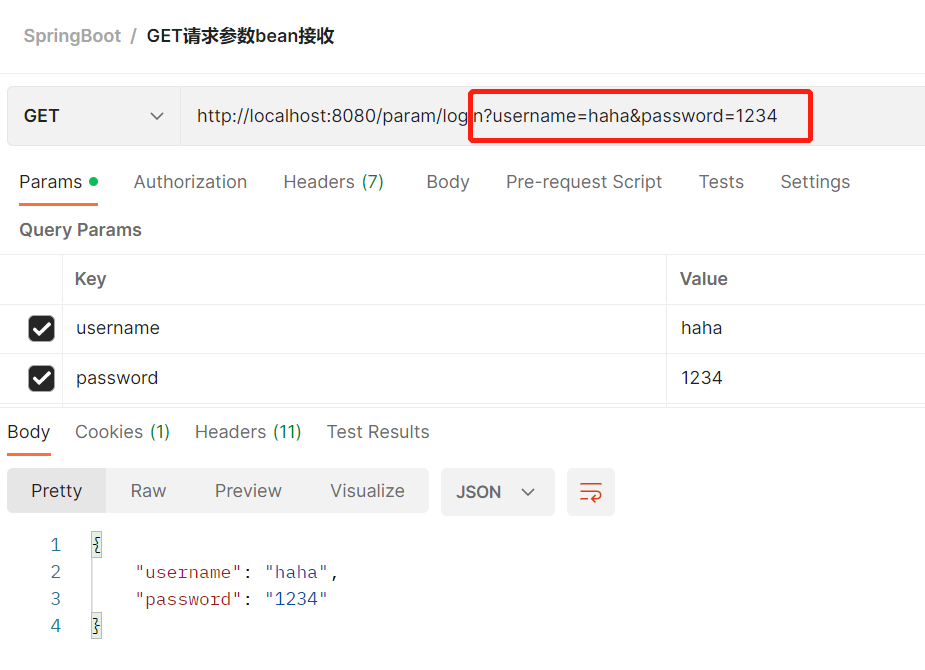 SpringBoot / GET请求参数bean接收
GET http://localhost:8080/param/login?username=haha&password=1234
Params Authorization Headers (7) Body Pre-request Script Tests Settings
Query Params
Key Value
username haha
password 1234
Body Cookies (1) Headers (11) Test Results
Pretty Raw Preview Visualize JSON
1 {
2 "username": "haha",
3 "password": "1234"
4 }